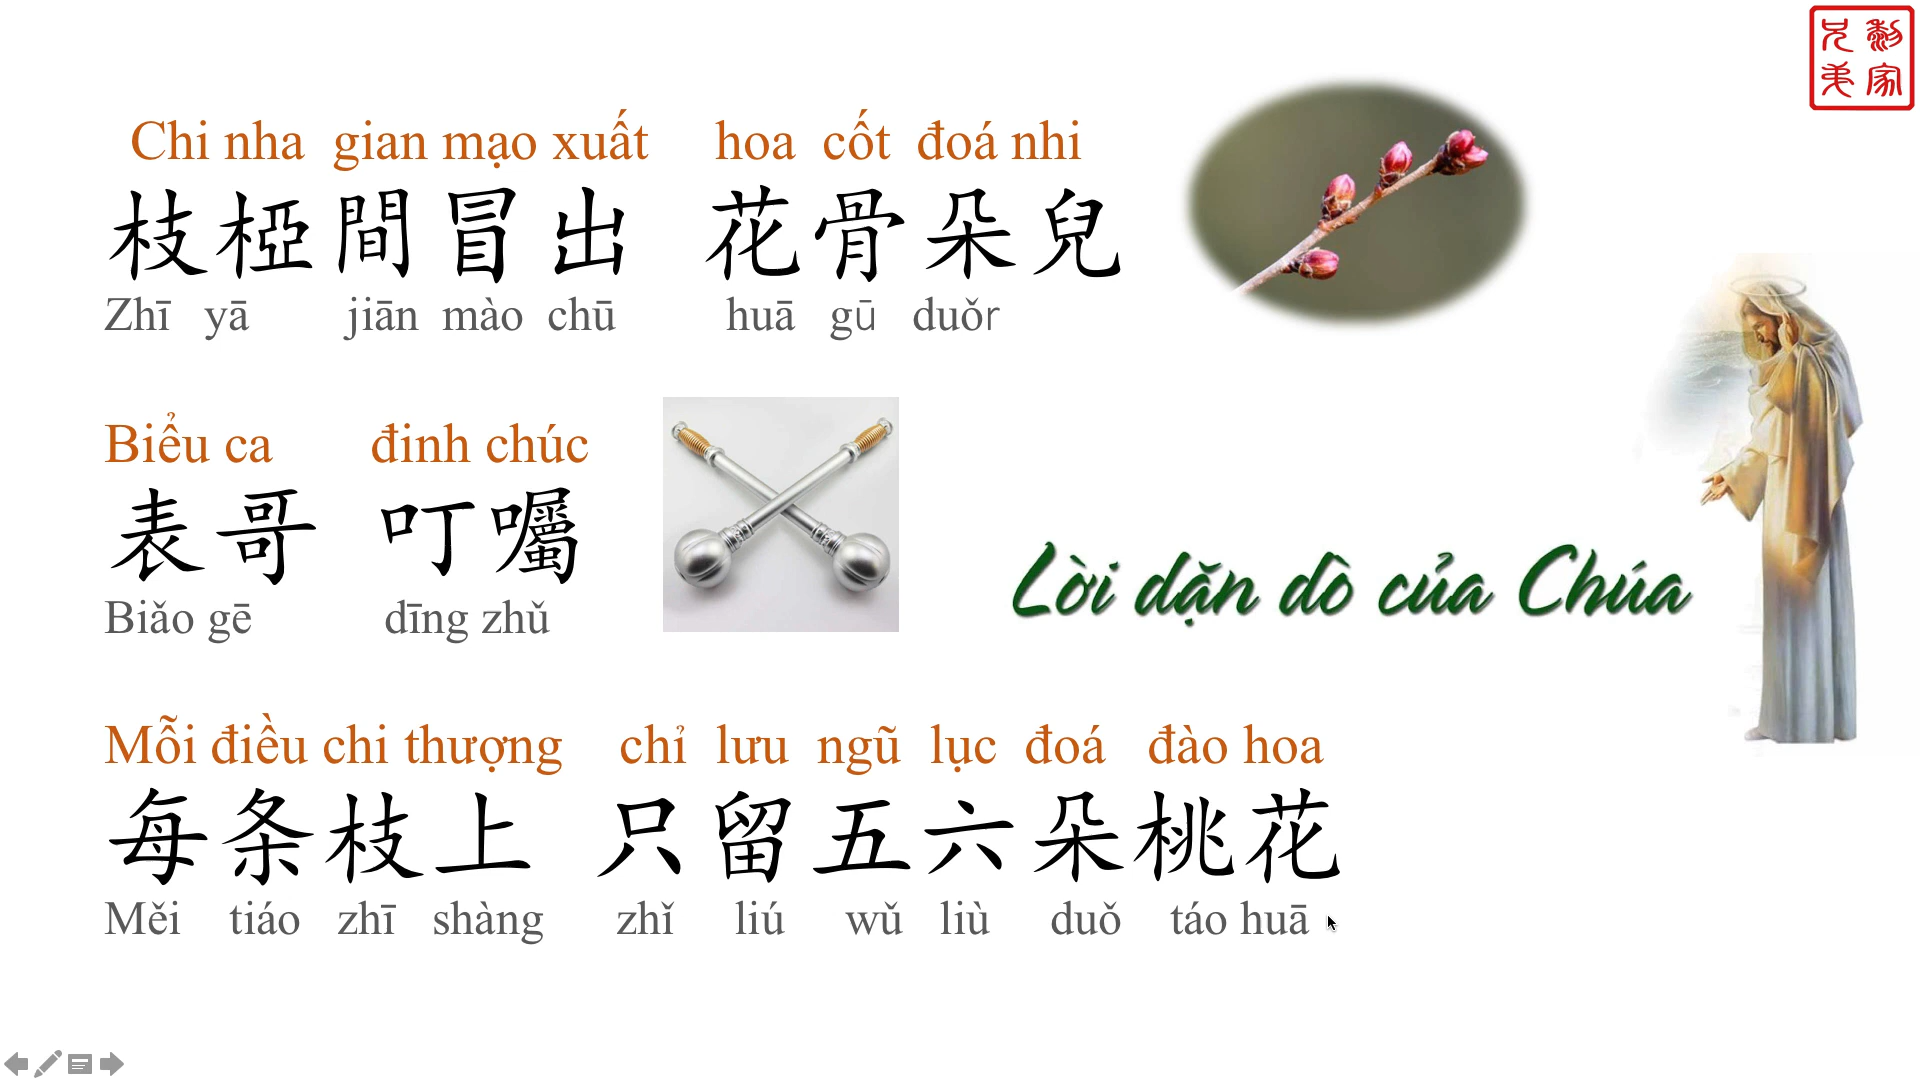 黎家
兄弟
Chi nha gian mạo xuất hoa cốt đoá nhi
枝椏間冒出 花骨朵兒
Zhī yā jiān mào chū huā gū duǒr
Biểu ca đinh chúc
表哥 叮囑
Biǎo gē dīng zhǔ
Lời dặn dò của Chúa
Mỗi điều chi thượng chỉ lưu ngũ lục đoá đào hoa
每条枝上 只留五六朵桃花
Měi tiáo zhī shàng zhǐ liú wǔ liù duǒ táo huā